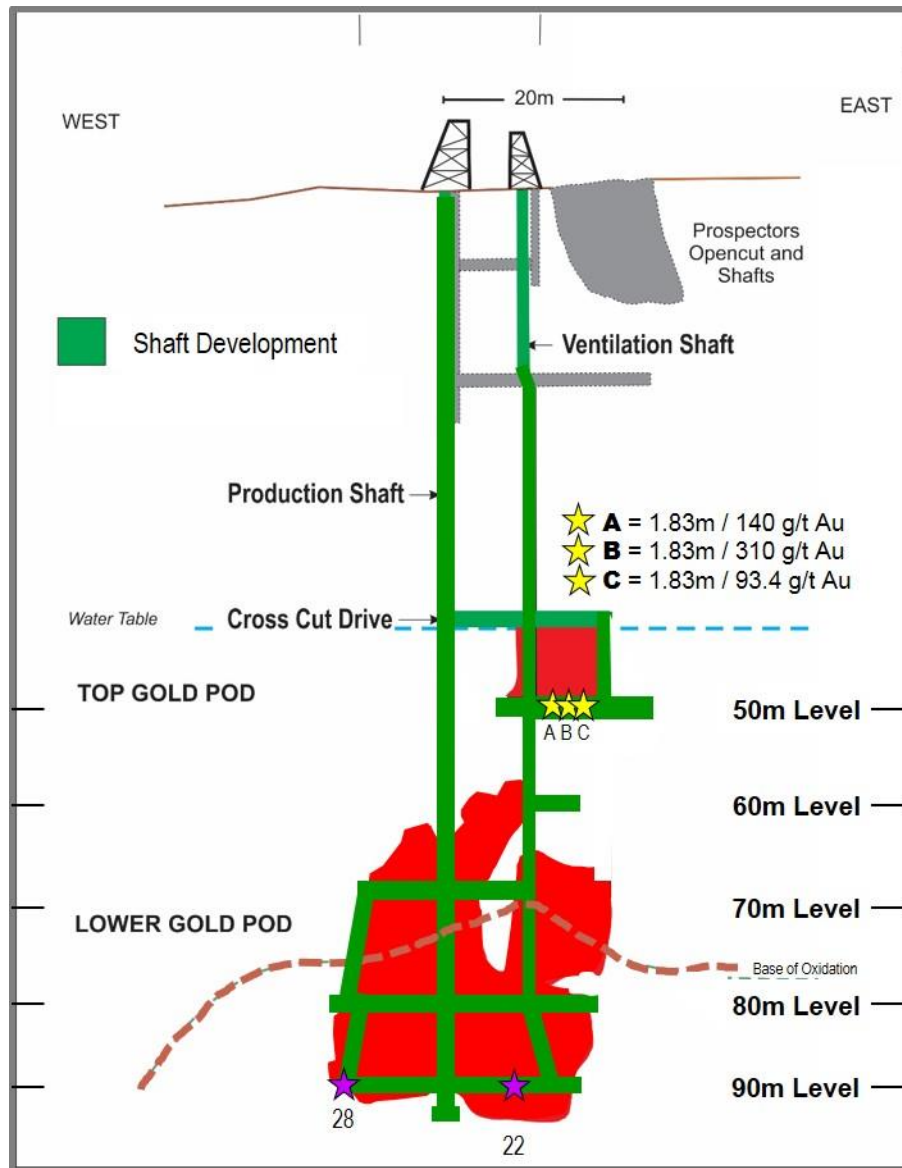 20m
WEST
EAST
Prospectors
Opencut and
Shafts
Shaft Development
Ventilation Shaft
Production Shaft
A = 1.83m / 140 g/t Au
B = 1.83m / 310 g/t Au
C = 1.83m / 93.4 g/t Au
Water Table
Cross Cut Drive
TOP GOLD POD
50m Level
A B C
60m Level
70m Level
LOWER GOLD POD
Base of Oxidation
80m Level
90m Level
28
22